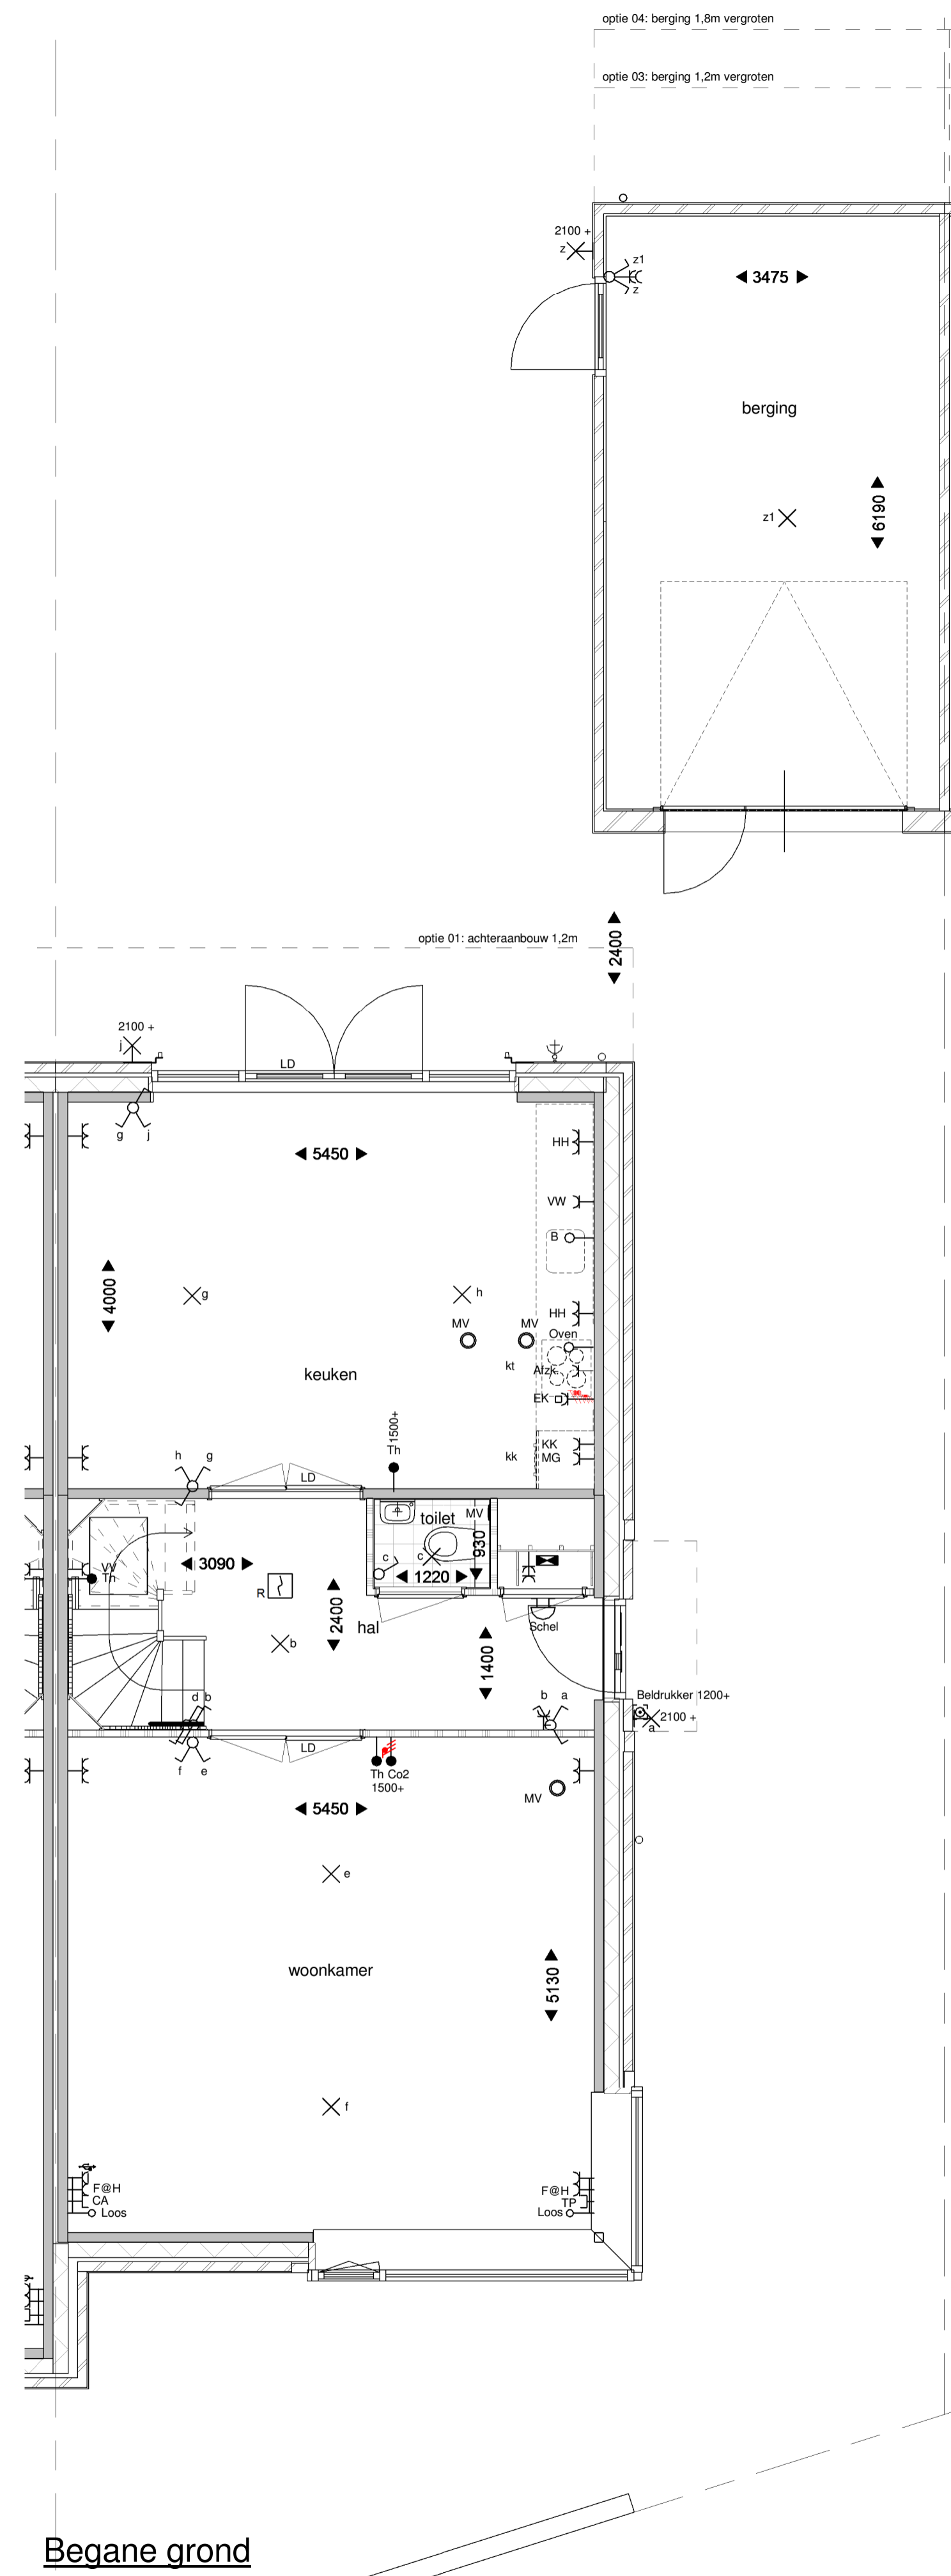 optie 04: berging 1,8m vergroten
optie 03: berging 1,2m vergroten
2100 +
z
z1
z
3475
berging
6190
z1
optie 01: achteraanbouw 1,2m
2400
2100 +
j
LD
g
j
5450
HH
VW
B
4000
g
h
HH
MV
MV
Oven
kt
Afzk.
EK
keuken
1500+
Th
h
g
LD
kk
KK
MG
toilet
MV
VV
Th
3090
c
c
930
1220
R
2400
hal
Schel
b
1400
d
b
b
a
Beldrukker 1200+
2100 +
a
LD
f
e
Th
Co2
1500+
MV
5450
e
woonkamer
5130
f
F@H
CA
Loos
F@H
TP
Loos
Begane grond